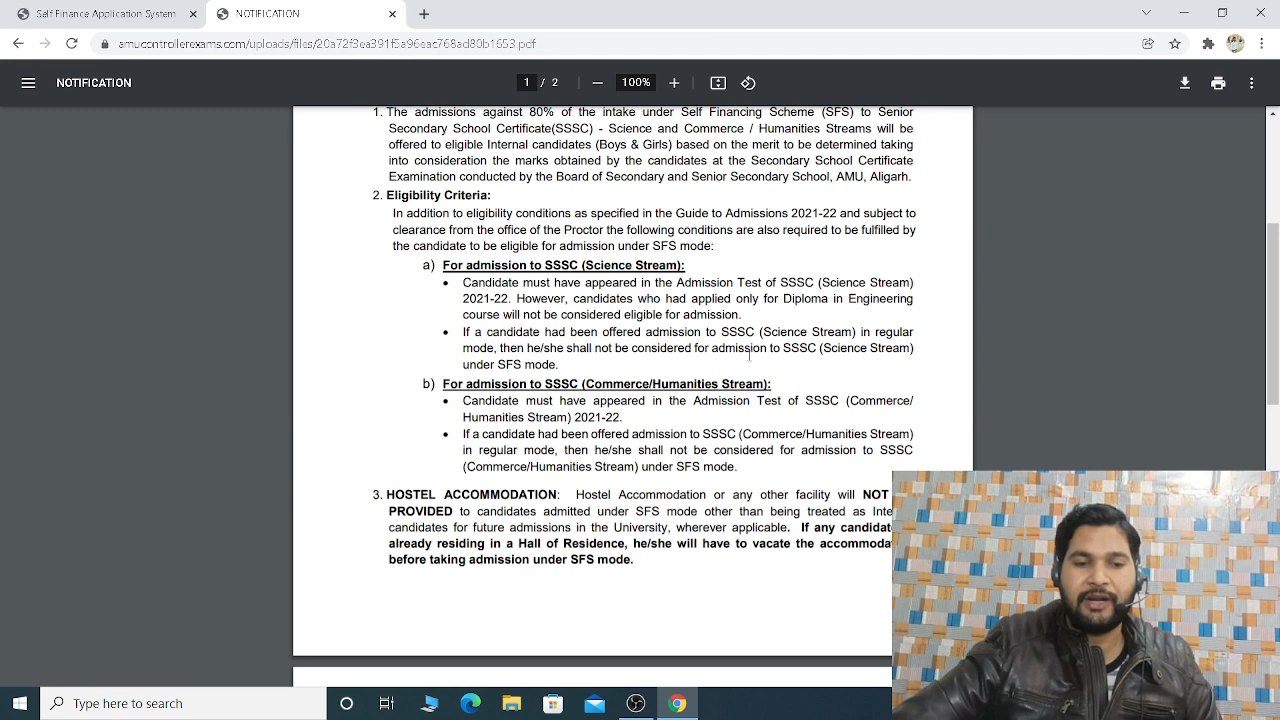 Self Finance Application System
NOTIFICATION
amucontrollerexams.com/uploads/files/20a72f3ea391f5e96eac768ad80b1653.pdf
NOTIFICATION
1 / 2
100%
1. The admissions against 80% of the intake under Self Financing Scheme (SFS) to Senior
Secondary School Certificate(SSSC) - Science and Commerce / Humanities Streams will be
offered to eligible Internal candidates (Boys & Girls) based on the merit to be determined taking
into consideration the marks obtained by the candidates at the Secondary School Certificate
Examination conducted by the Board of Secondary and Senior Secondary School, AMU, Aligarh.
2. Eligibility Criteria:
In addition to eligibility conditions as specified in the Guide to Admissions 2021-22 and subject to
clearance from the office of the Proctor the following conditions are also required to be fulfilled by
the candidate to be eligible for admission under SFS mode:
a) For admission to SSSC (Science Stream):
• Candidate must have appeared in the Admission Test of SSSC (Science Stream)
2021-22. However, candidates who had applied only for Diploma in Engineering
course will not be considered eligible for admission.
• If a candidate had been offered admission to SSSC (Science Stream) in regular
mode, then he/she shall not be considered for admission to SSSC (Science Stream)
under SFS mode.
b) For admission to SSSC (Commerce/Humanities Stream):
• Candidate must have appeared in the Admission Test of SSSC (Commerce/
Humanities Stream) 2021-22.
• If a candidate had been offered admission to SSSC (Commerce/Humanities Stream)
in regular mode, then he/she shall not be considered for admission to SSSC
(Commerce/Humanities Stream) under SFS mode.
3. HOSTEL ACCOMMODATION: Hostel Accommodation or any other facility will NOT
PROVIDED to candidates admitted under SFS mode other than being treated as Inte
candidates for future admissions in the University, wherever applicable. If any candidat
already residing in a Hall of Residence, he/she will have to vacate the accommoda
before taking admission under SFS mode.
Type here to search